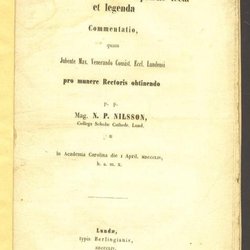 et legenda
Commentatio,
quam
Jubente Max. Venerando Consist. Eccl. Lundensi
pro munere Rectoris obtinendo
p. p.
Mag. N. P. NILSSON,
Collega Scholæ Cathedr. Lund.
In Academia Carolina die 1 April.
h. a. m. s.
Lundæ,
typis Berlingianis,